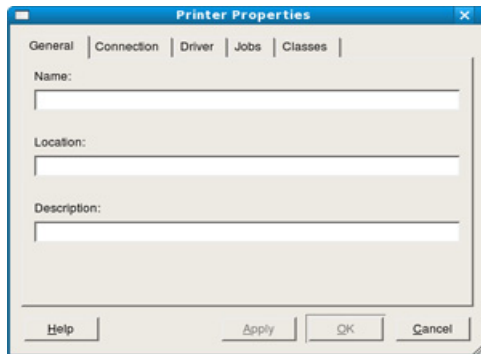 Printer Properties
General Connection Driver Jobs Classes
Name:
Location:
Description:
Help Apply OK Cancel